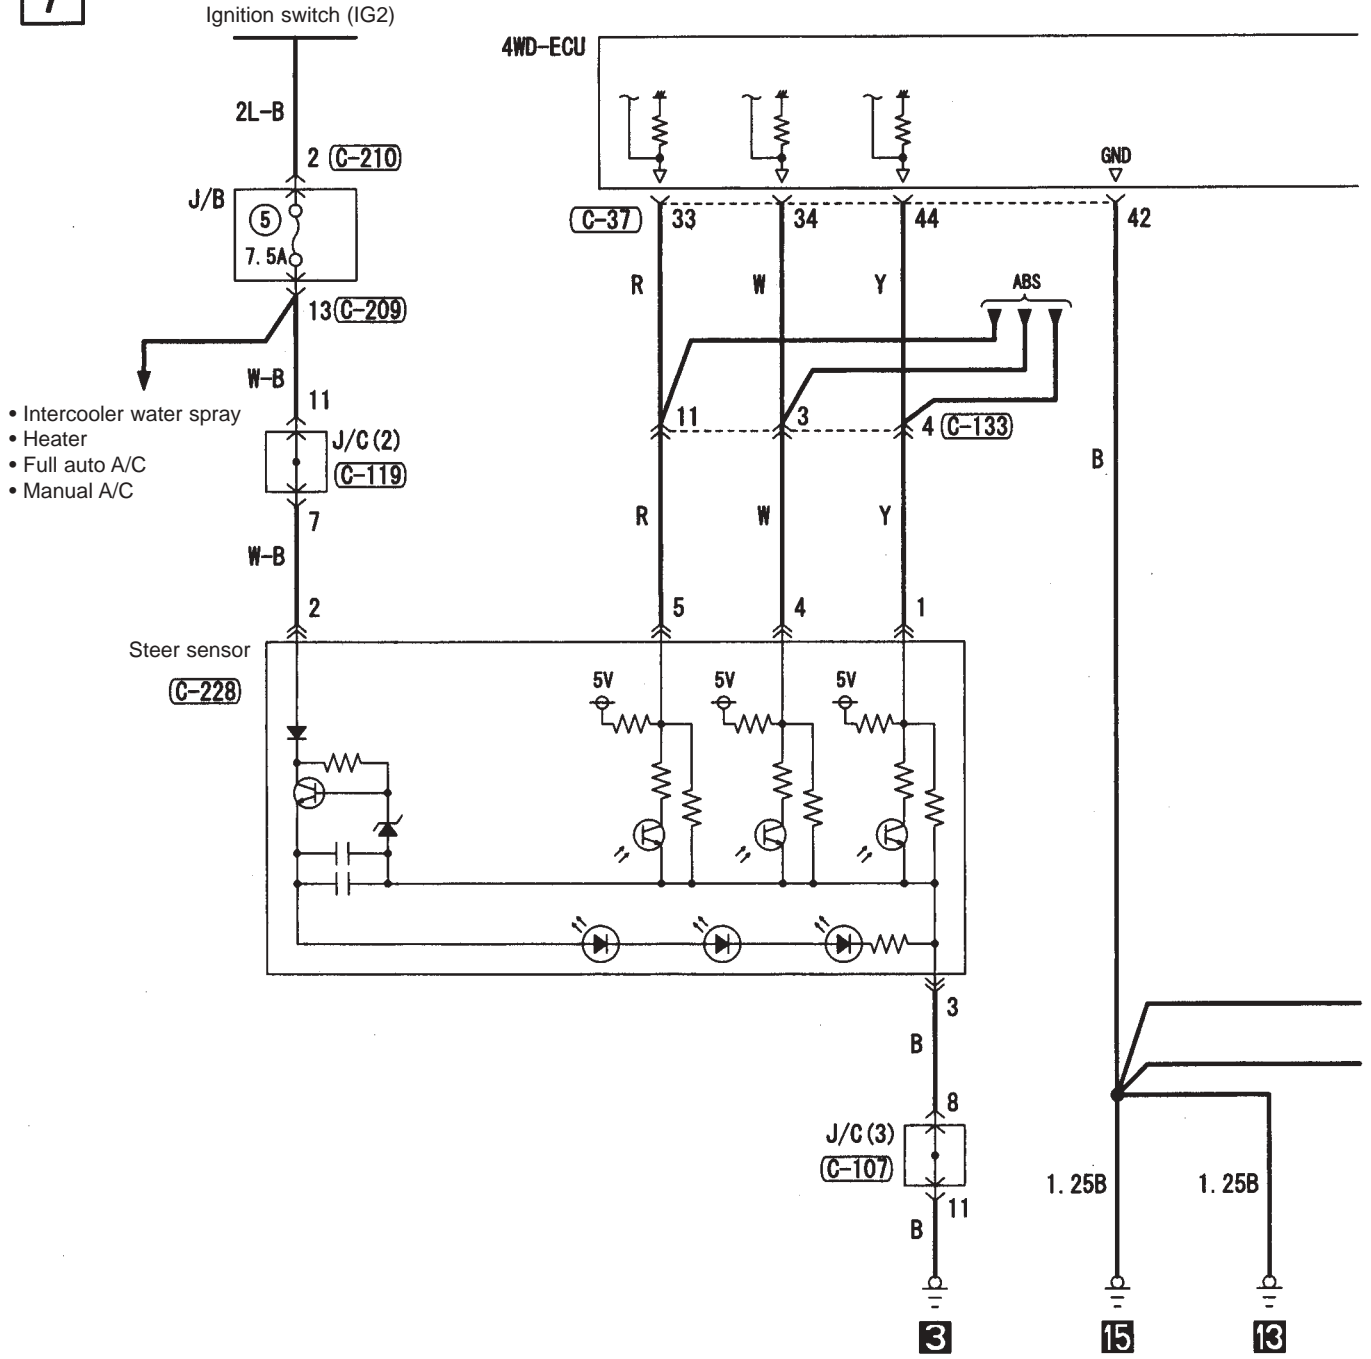 7
Ignition switch (IG2)
4WD-ECU
2L-B
2 C-210
GND
J/B
5
7.5A
C-37 33 34 44 42
R W Y
ABS
13 C-209
W-B
11
• Intercooler water spray
• Heater
• Full auto A/C
• Manual A/C
11 3 4 C-133
J/C(2)
C-119
B
7
R W Y
W-B
2 5 4 1
Steer sensor
C-228
5V 5V 5V
3
B
8
J/C(3)
C-107
1.25B 1.25B
11
B
3 15 13